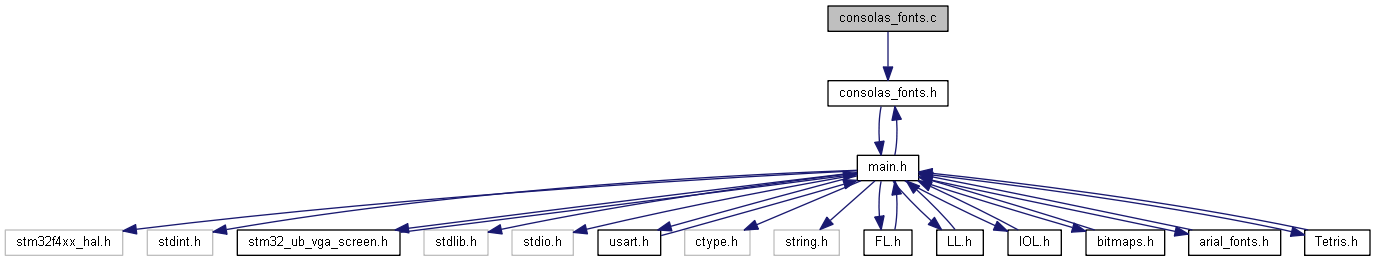 consolas_fonts.c
consolas_fonts.h
main.h
stm32f4xx_hal.h
stdint.h
stm32_ub_vga_screen.h
stdlib.h
stdio.h
usart.h
ctype.h
string.h
FL.h
LL.h
IOL.h
bitmaps.h
arial_fonts.h
Tetris.h